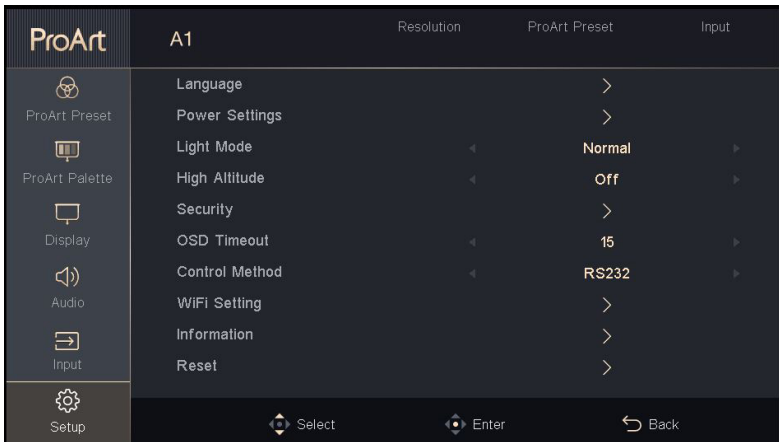 ProArt
A1
Resolution
ProArt Preset
Input
ProArt Preset
ProArt Palette
Display
Audio
Input
Setup
Language
Power Settings
Light Mode Normal
High Altitude Off
Security
OSD Timeout 15
Control Method RS232
WiFi Setting
Information
Reset
Select
Enter
Back